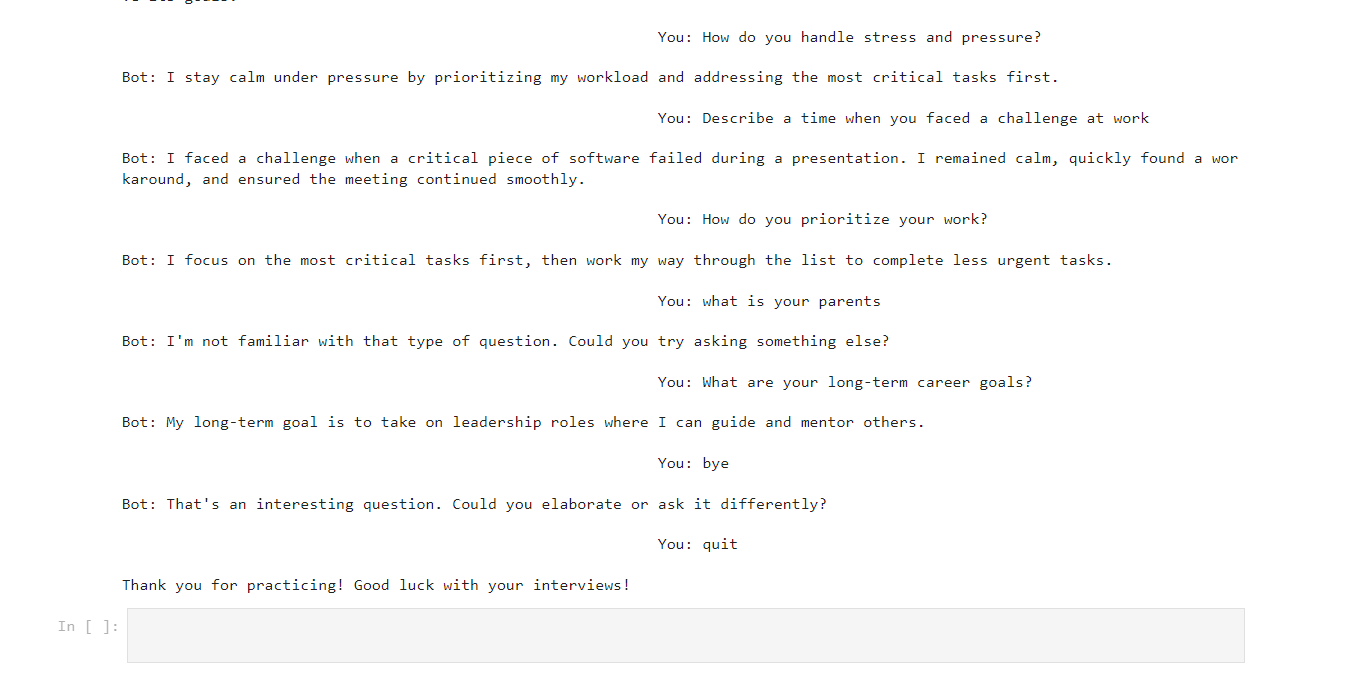 You: How do you handle stress and pressure?
Bot: I stay calm under pressure by prioritizing my workload and addressing the most critical tasks first.
You: Describe a time when you faced a challenge at work
Bot: I faced a challenge when a critical piece of software failed during a presentation. I remained calm, quickly found a wor
karound, and ensured the meeting continued smoothly.
You: How do you prioritize your work?
Bot: I focus on the most critical tasks first, then work my way through the list to complete less urgent tasks.
You: what is your parents
Bot: I'm not familiar with that type of question. Could you try asking something else?
You: What are your long-term career goals?
Bot: My long-term goal is to take on leadership roles where I can guide and mentor others.
You: bye
Bot: That's an interesting question. Could you elaborate or ask it differently?
You: quit
Thank you for practicing! Good luck with your interviews!
In [ ]: